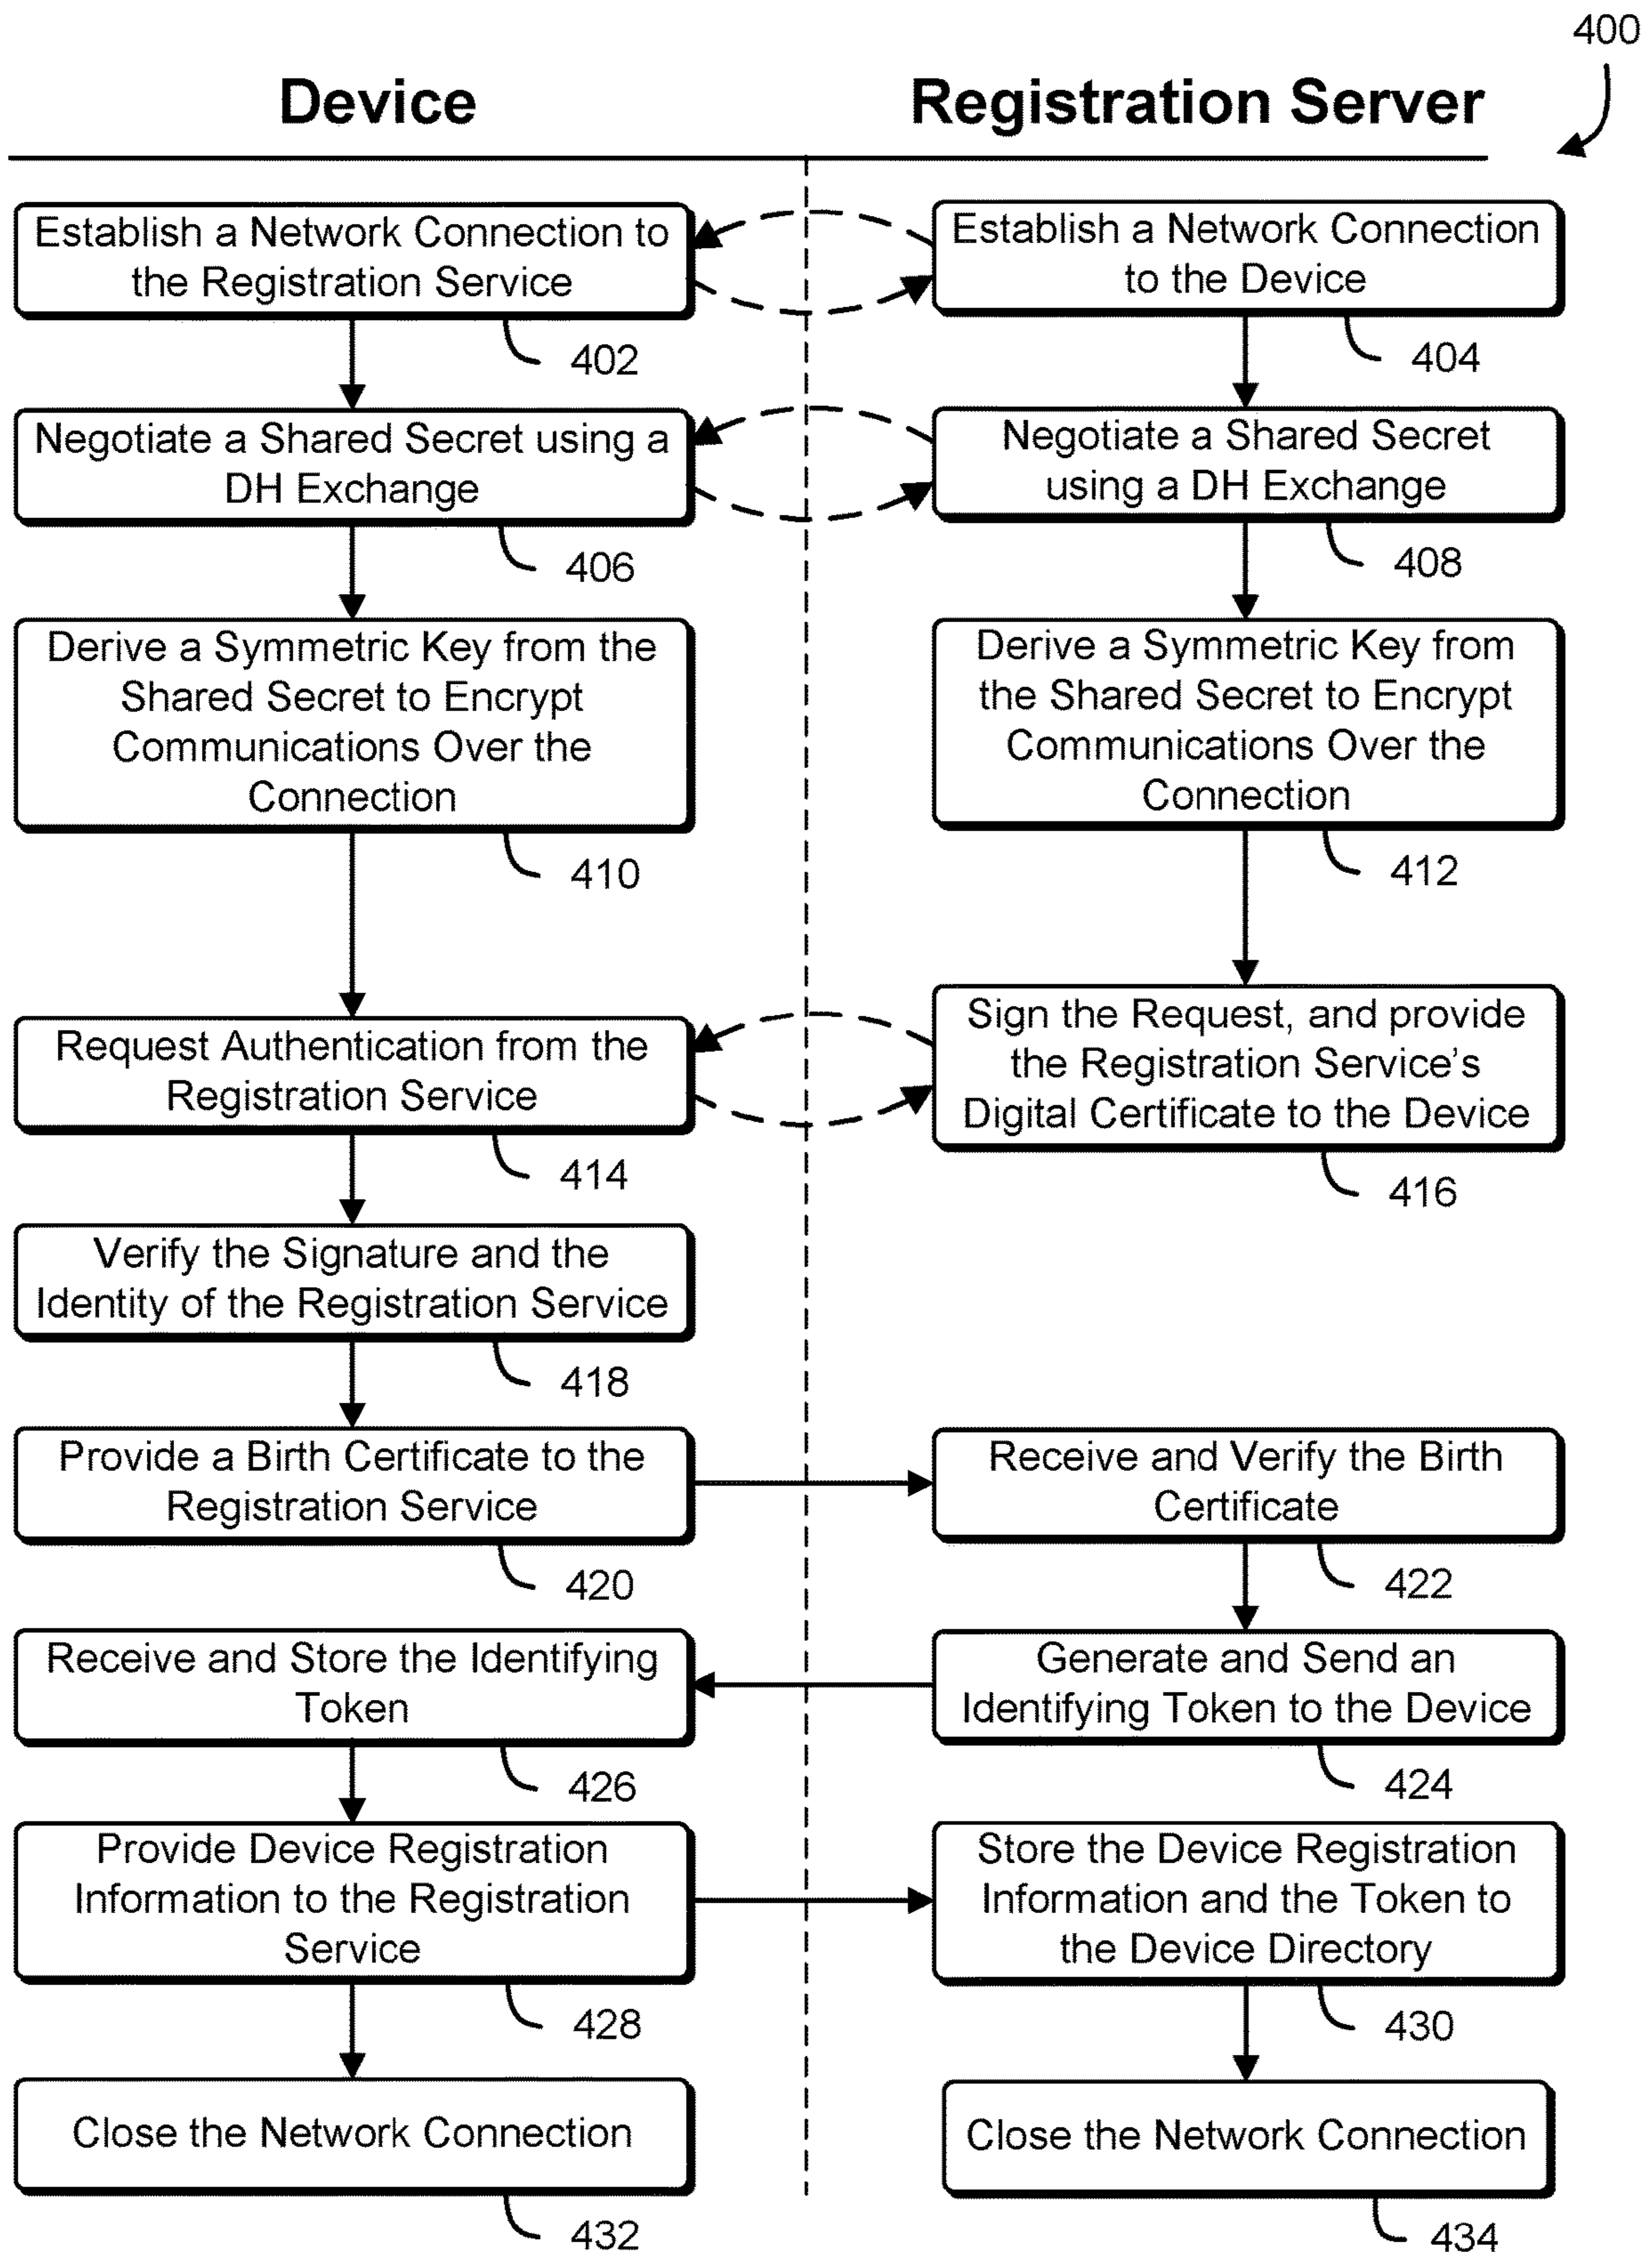 400
Device
Registration Server
Establish a Network Connection to
the Registration Service
402
Establish a Network Connection
to the Device
404
Negotiate a Shared Secret using a
DH Exchange
406
Negotiate a Shared Secret
using a DH Exchange
408
Derive a Symmetric Key from the
Shared Secret to Encrypt
Communications Over the
Connection
410
Derive a Symmetric Key from
the Shared Secret to Encrypt
Communications Over the
Connection
412
Request Authentication from the
Registration Service
414
Sign the Request, and provide
the Registration Service's
Digital Certificate to the Device
416
Verify the Signature and the
Identity of the Registration Service
418
Provide a Birth Certificate to the
Registration Service
420
Receive and Verify the Birth
Certificate
422
Receive and Store the Identifying
Token
426
Generate and Send an
Identifying Token to the Device
424
Provide Device Registration
Information to the Registration
Service
428
Store the Device Registration
Information and the Token to
the Device Directory
430
Close the Network Connection
432
Close the Network Connection
434